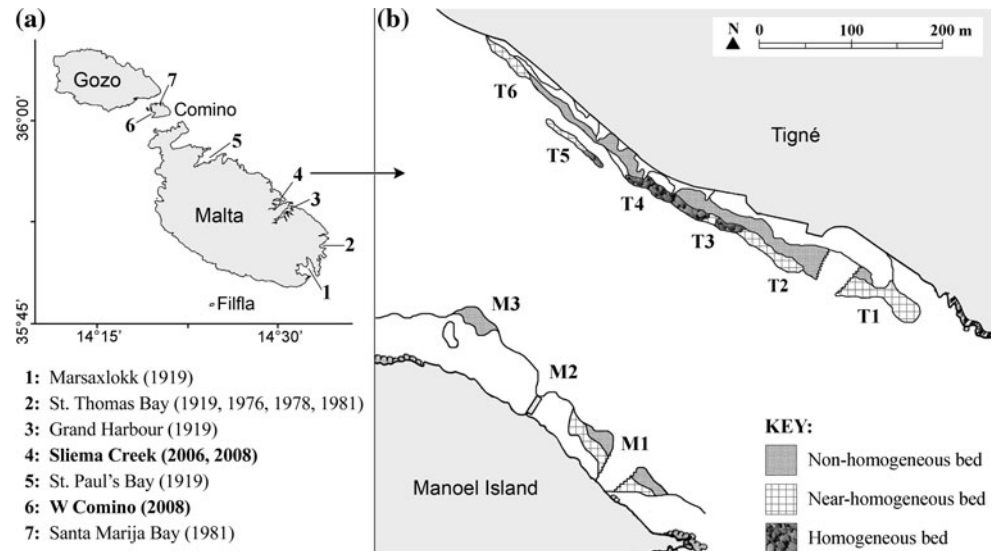 (a)
Gozo
7
Comino
6
5
4
3
Malta
2
1
Filfla
36°00'
35°45'
14°15'
14°30'
1: Marsaxlokk (1919)
2: St. Thomas Bay (1919, 1976, 1978, 1981)
3: Grand Harbour (1919)
4: Sliema Creek (2006, 2008)
5: St. Paul's Bay (1919)
6: W Comino (2008)
7: Santa Marija Bay (1981)
(b)
N
0 100 200 m
Tigné
T6
T5
T4
T3
T2
T1
M3
M2
M1
Manoel Island
KEY:
Non-homogeneous bed
Near-homogeneous bed
Homogeneous bed